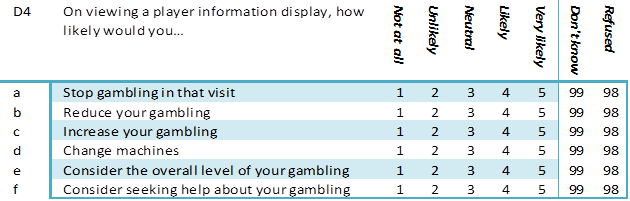 D4 On viewing a player information display, how likely would you… Not at all Unlikely Neutral Likely Very likely Don't know Refused
a Stop gambling in that visit 1 2 3 4 5 99 98
b Reduce your gambling 1 2 3 4 5 99 98
c Increase your gambling 1 2 3 4 5 99 98
d Change machines 1 2 3 4 5 99 98
e Consider the overall level of your gambling 1 2 3 4 5 99 98
f Consider seeking help about your gambling 1 2 3 4 5 99 98